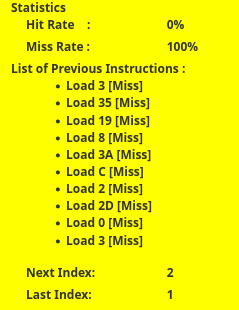 Statistics
Hit Rate : 0%
Miss Rate : 100%
List of Previous Instructions :
• Load 3 [Miss]
• Load 35 [Miss]
• Load 19 [Miss]
• Load 8 [Miss]
• Load 3A [Miss]
• Load C [Miss]
• Load 2 [Miss]
• Load 2D [Miss]
• Load 0 [Miss]
• Load 3 [Miss]
Next Index: 2
Last Index: 1